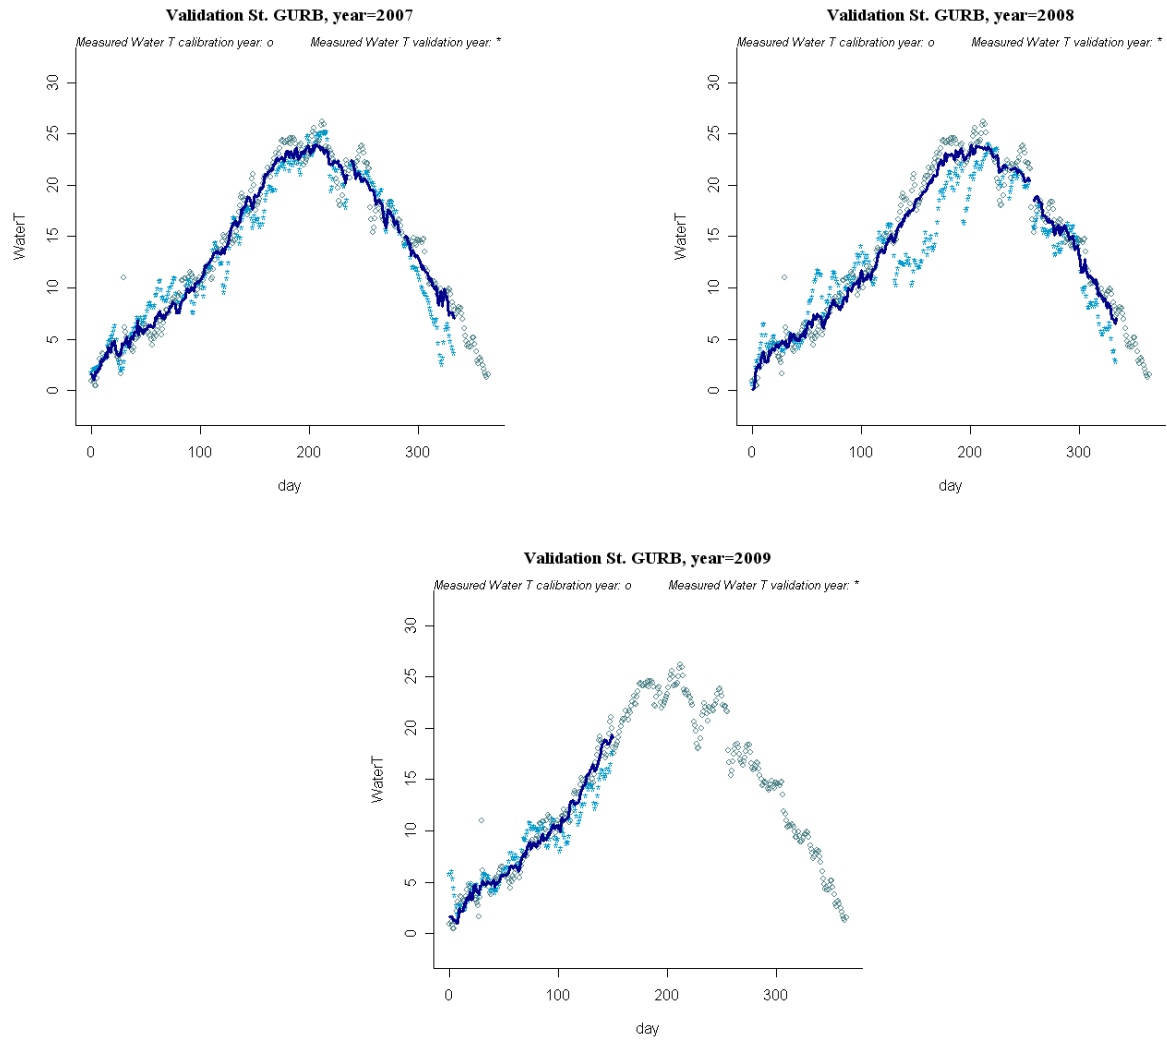 Validation St. GURB, year=2007
Measured Water T calibration year: o Measured Water T validation year: *
30
25
20
15
10
5
0
WaterT
0 100 200 300
day
Validation St. GURB, year=2008
Measured Water T calibration year: o Measured Water T validation year: *
30
25
20
15
10
5
0
WaterT
0 100 200 300
day
Validation St. GURB, year=2009
Measured Water T calibration year: o Measured Water T validation year: *
30
25
20
15
10
5
0
WaterT
0 100 200 300
day